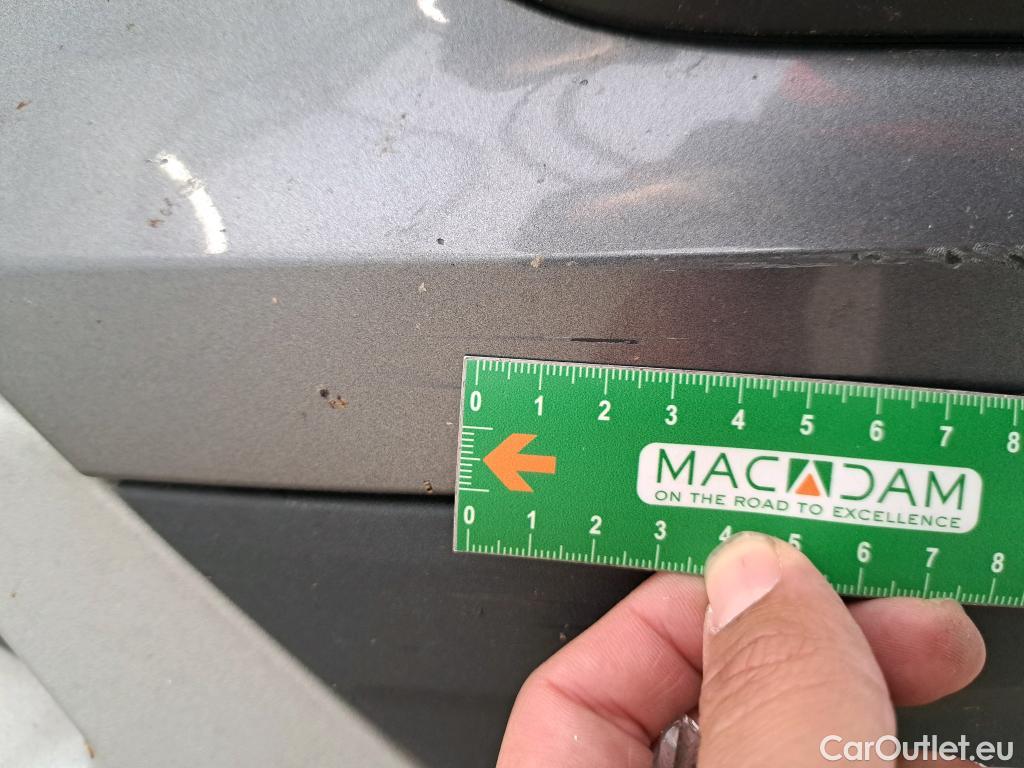 0 1 2 3 4 5 6 7 8
MACADAM
ON THE ROAD TO EXCELLENCE
0 1 2 3 4 5 6 7 8
CarOutlet.eu